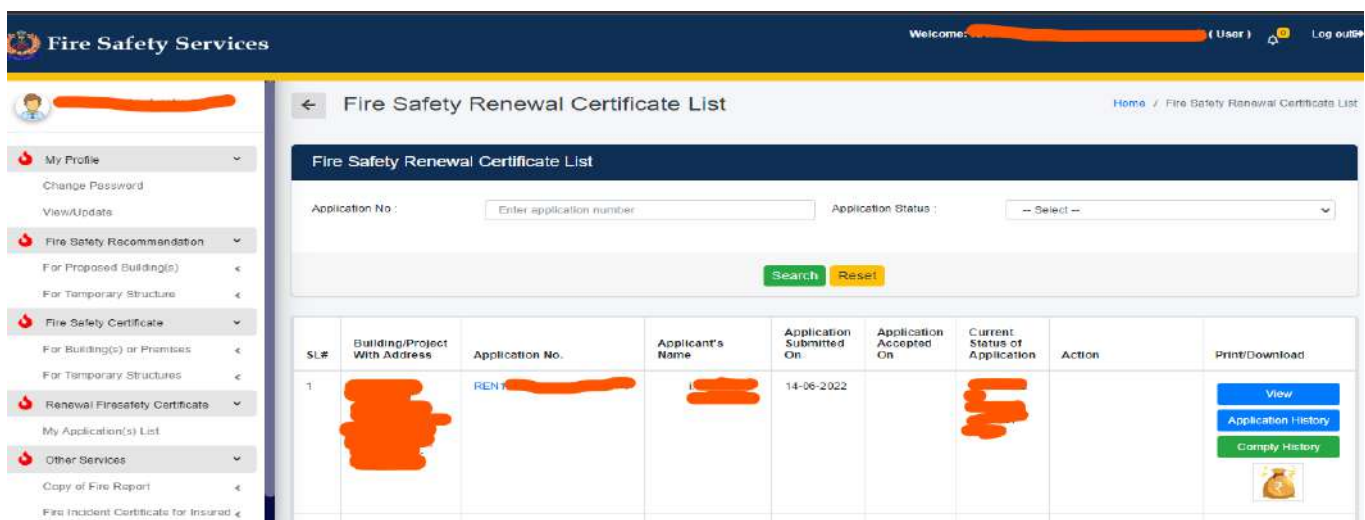 Fire Safety Services
Welcome: ( User ) 0 Log out
← Fire Safety Renewal Certificate List
Home / Fire Safety Renewal Certificate List
My Profile
Change Password
View/Update
Fire Safety Recommendation
For Proposed Building(s)
For Temporary Structure
Fire Safety Certificate
For Building(s) or Premises
For Temporary Structures
Renewal Firesafety Certificate
My Application(s) List
Other Services
Copy of Fire Report
Fire Incident Certificate for Insured
Fire Safety Renewal Certificate List
Application No : Enter application number Application Status : -- Select --
Search Reset
SL# Building/Project With Address Application No. Applicant's Name Application Submitted On Application Accepted On Current Status of Application Action Print/Download
1 14-06-2022
View
Application History
Comply History